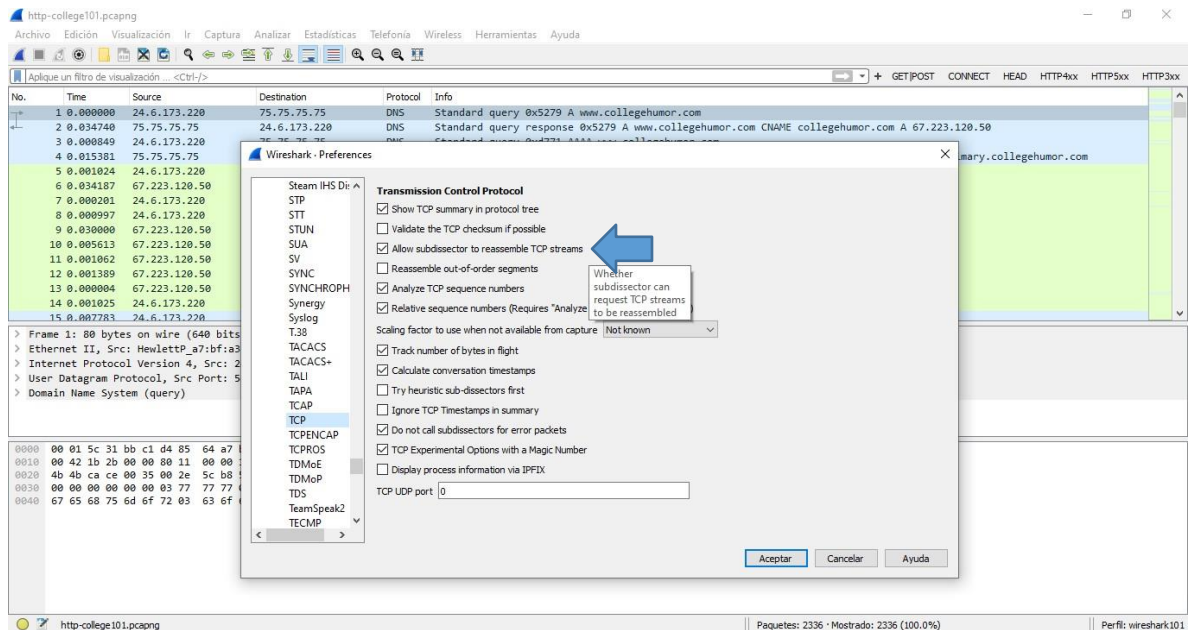 http-college101.pcapng
Archivo Edición Visualización Ir Captura Analizar Estadísticas Telefonía Wireless Herramientas Ayuda
Aplique un filtro de visualización ... <Ctrl-/> + GET|POST CONNECT HEAD HTTP4xx HTTP5xx HTTP3xx
No. Time Source Destination Protocol Info
1 0.000000 24.6.173.220 75.75.75.75 DNS Standard query 0x5279 A www.collegehumor.com
2 0.034740 75.75.75.75 24.6.173.220 DNS Standard query response 0x5279 A www.collegehumor.com CNAME collegehumor.com A 67.223.120.50
3 0.000849 24.6.173.220 75.75.75.75 DNS Standard query 0xd771 AAAA www.collegehumor.com
4 0.015381 75.75.75.75 mary.collegehumor.com
5 0.001024 24.6.173.220
6 0.034187 67.223.120.50
7 0.000201 24.6.173.220
8 0.000997 24.6.173.220
9 0.030000 67.223.120.50
10 0.005613 67.223.120.50
11 0.001062 67.223.120.50
12 0.001389 67.223.120.50
13 0.000004 67.223.120.50
14 0.001025 24.6.173.220
15 0.007783 24.6.173.220
Frame 1: 80 bytes on wire (640 bits
Ethernet II, Src: HewlettP_a7:bf:a3
Internet Protocol Version 4, Src: 2
User Datagram Protocol, Src Port: 5
Domain Name System (query)
0000 00 01 5c 31 bb c1 d4 85 64 a7
0010 00 42 1b 2b 00 00 80 11 00 00
0020 4b 4b ca ce 00 35 00 2e 5c b8
0030 00 00 00 00 00 00 03 77 77 77
0040 67 65 68 75 6d 6f 72 03 63 6f
Wireshark · Preferences
Steam IHS Dis
STP
STT
STUN
SUA
SV
SYNC
SYNCHROPH
Synergy
Syslog
T.38
TACACS
TACACS+
TALI
TAPA
TCAP
TCP
TCPENCAP
TCPROS
TDMoE
TDMoP
TDS
TeamSpeak2
TECMP
Transmission Control Protocol
Show TCP summary in protocol tree
Validate the TCP checksum if possible
Allow subdissector to reassemble TCP streams
Reassemble out-of-order segments
Analyze TCP sequence numbers
Relative sequence numbers (Requires "Analyze
Whether
subdissector can
request TCP streams
to be reassembled
Scaling factor to use when not available from capture Not known
Track number of bytes in flight
Calculate conversation timestamps
Try heuristic sub-dissectors first
Ignore TCP Timestamps in summary
Do not call subdissectors for error packets
TCP Experimental Options with a Magic Number
Display process information via IPFIX
TCP UDP port 0
Aceptar Cancelar Ayuda
http-college101.pcapng Paquetes: 2336 · Mostrado: 2336 (100.0%) Perfil: wireshark101